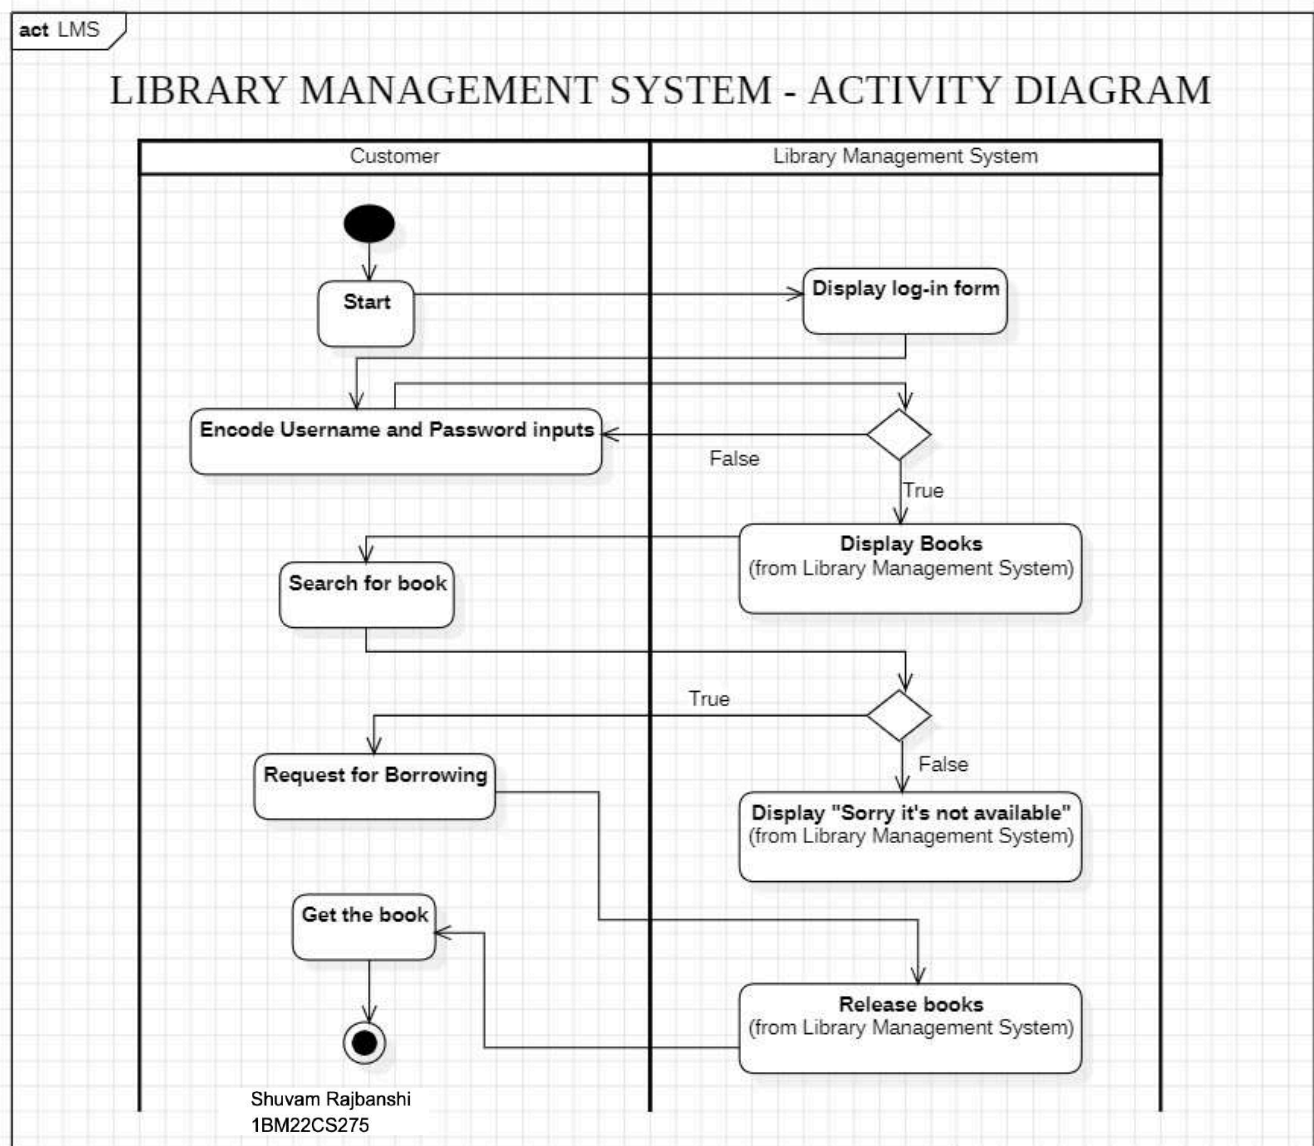 act LMS
LIBRARY MANAGEMENT SYSTEM - ACTIVITY DIAGRAM
Customer
Library Management System
Start
Display log-in form
Encode Username and Password inputs
False
True
Display Books
(from Library Management System)
Search for book
True
False
Request for Borrowing
Display "Sorry it's not available"
(from Library Management System)
Get the book
Release books
(from Library Management System)
Shuvam Rajbanshi
1BM22CS275